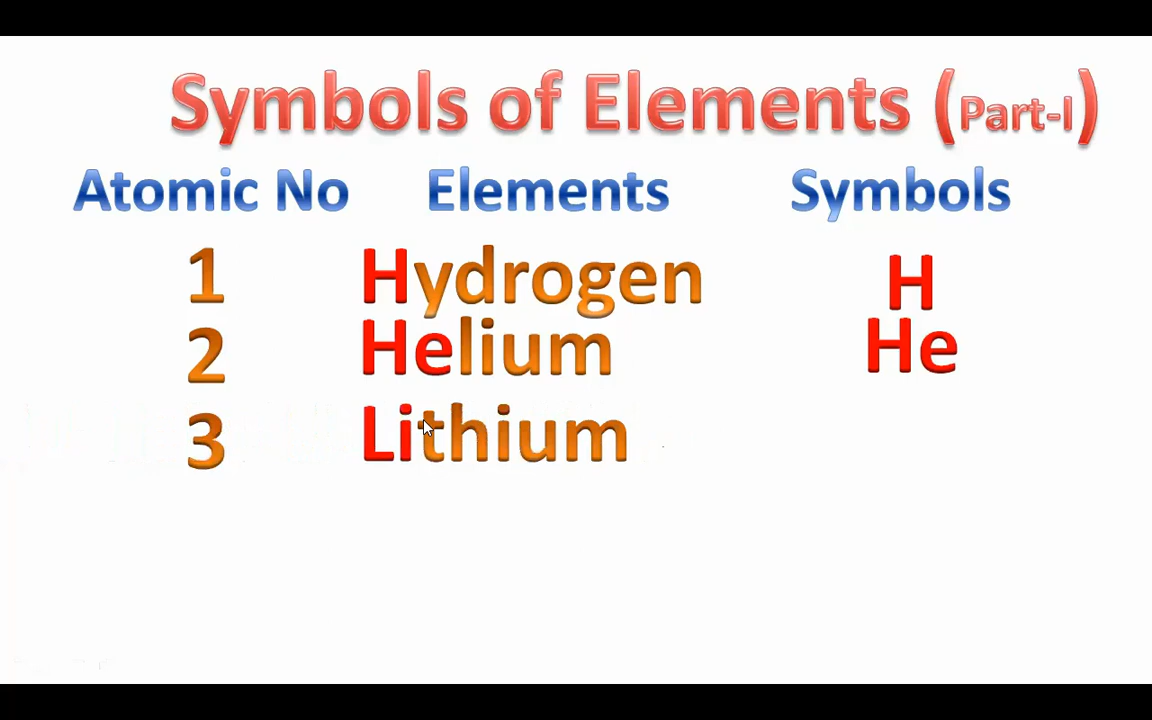 Symbols of Elements (Part-I)
Atomic No Elements Symbols
1 Hydrogen H
2 Helium He
3 Lithium